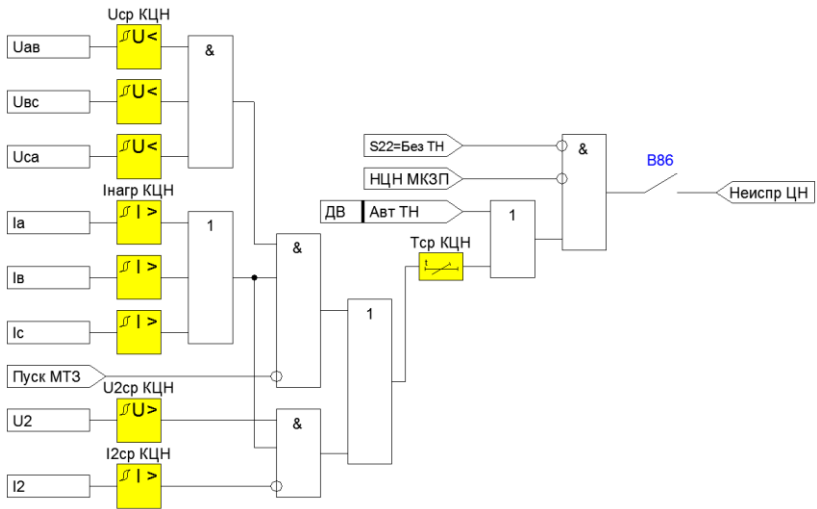 Uср КЦН
Uав
U<
&
Uвс
U<
Uса
U<
S22=Без ТН
&
B86
Iнагр КЦН
НЦН МКЗП
Неиспр ЦН
Iа
I >
1
ДВ Авт ТН
1
&
Тср КЦН
Iв
I >
t
1
Iс
I >
Пуск МТЗ
U2ср КЦН
U2
U>
&
I2ср КЦН
I2
I >